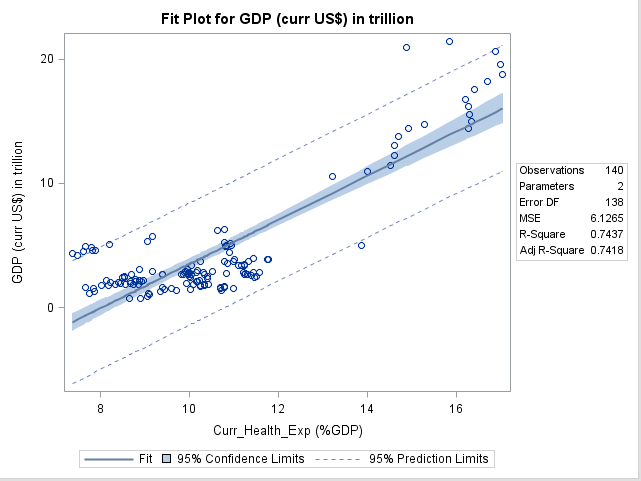 Fit Plot for GDP (curr US$) in trillion
20
10
0
GDP (curr US$) in trillion
8 10 12 14 16
Curr_Health_Exp (%GDP)
Observations 140
Parameters 2
Error DF 138
MSE 6.1265
R-Square 0.7437
Adj R-Square 0.7418
Fit 95% Confidence Limits 95% Prediction Limits